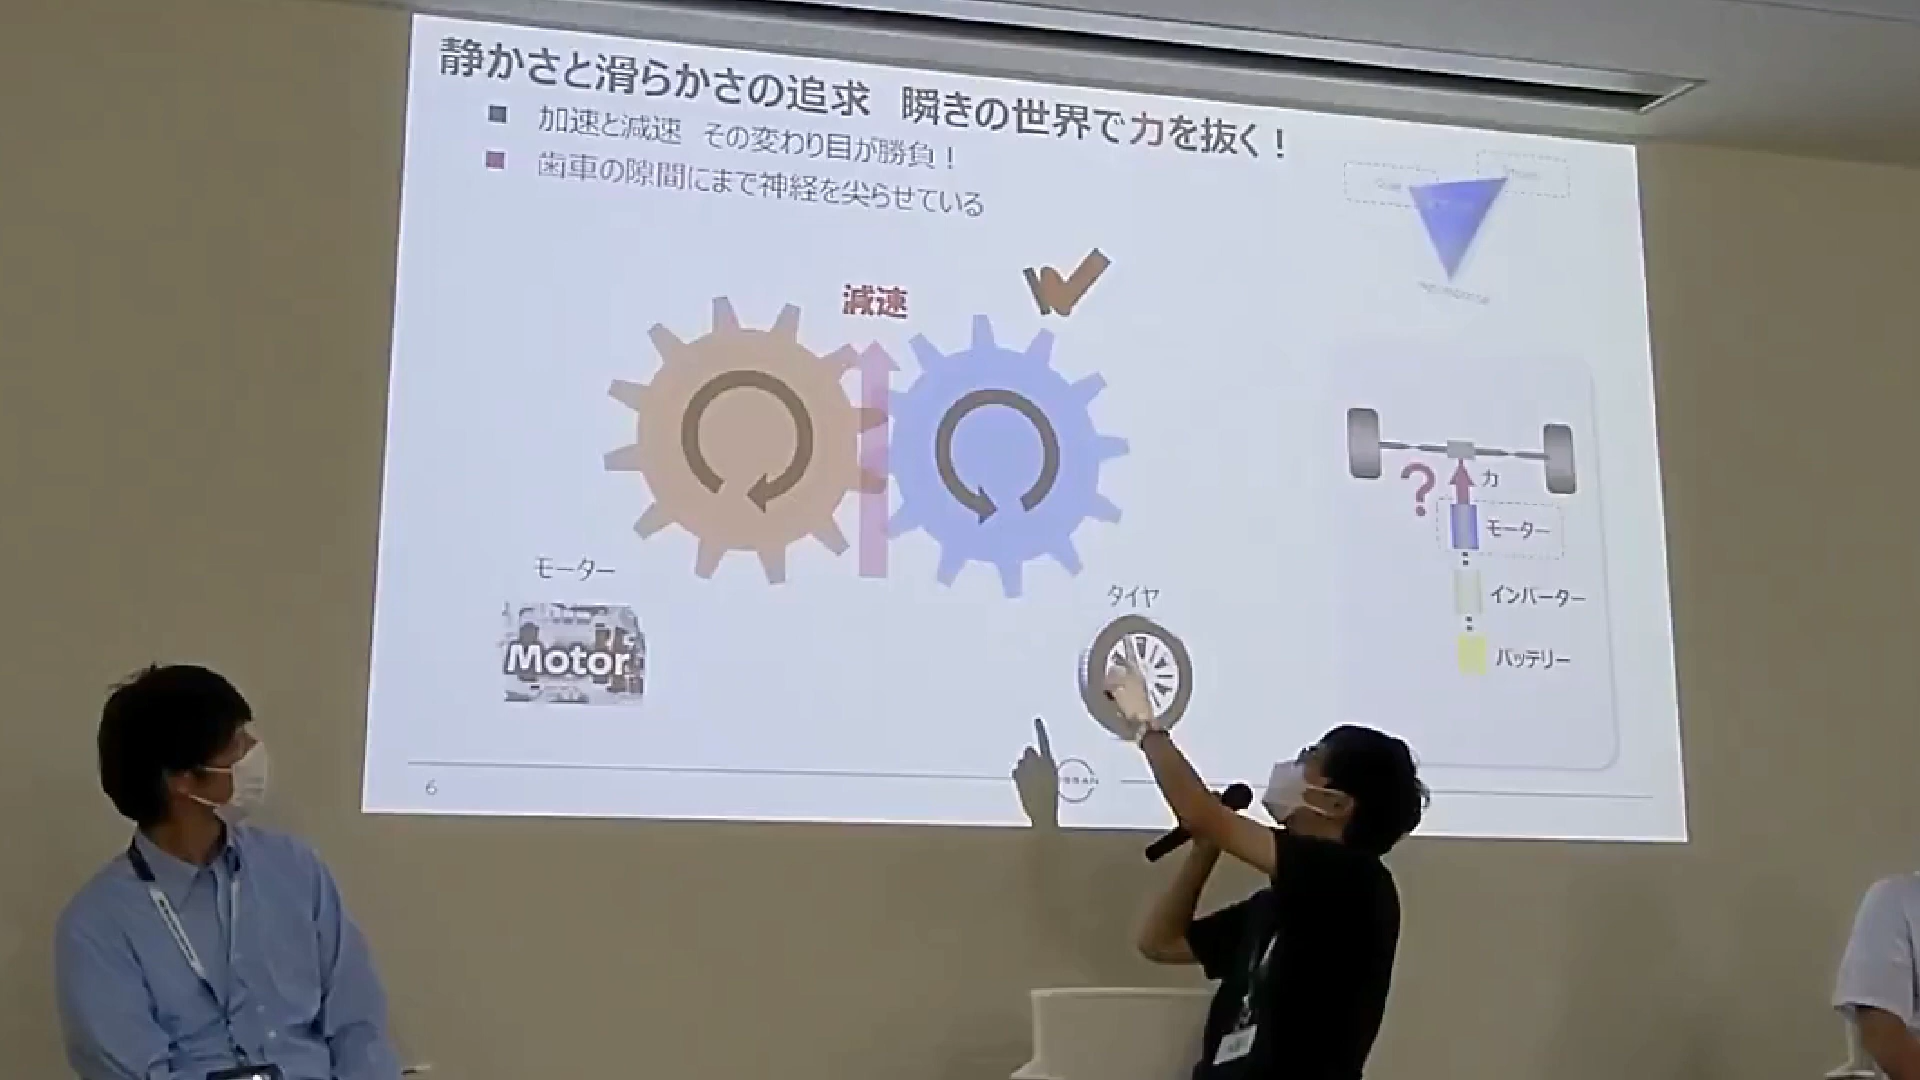 静かさと滑らかさの追求 瞬きの世界で力を抜く！
加速と減速 その変わり目が勝負！
歯車の隙間にまで神経を尖らせている
減速
モーター
Motor
タイヤ
?
力
モーター
インバーター
バッテリー
6